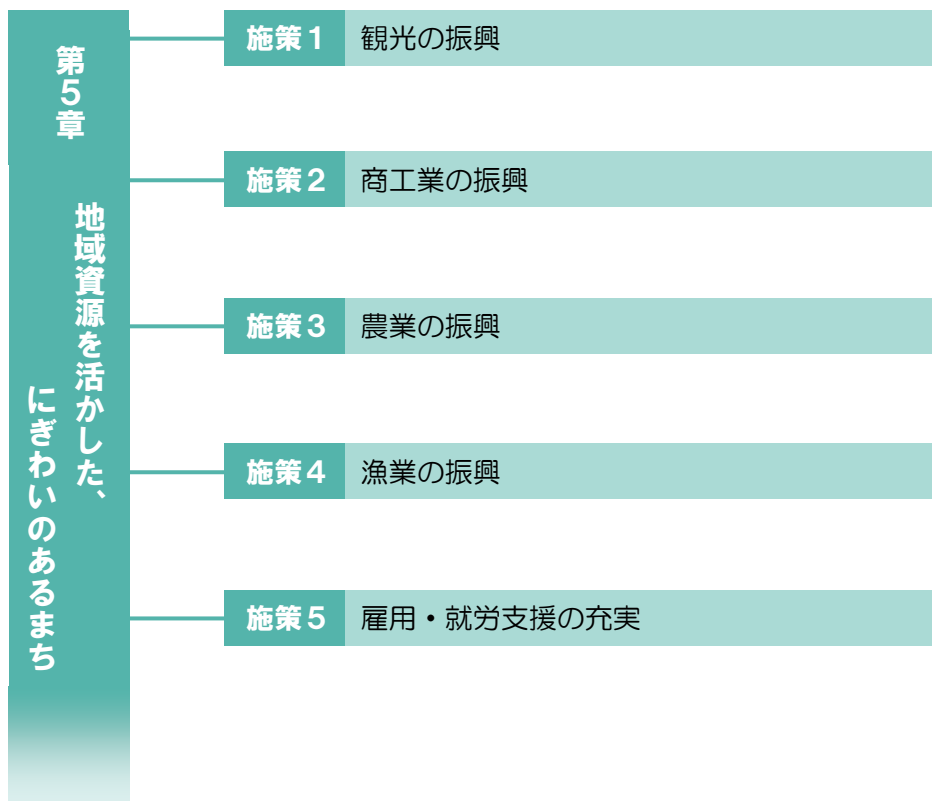 第5章
地域資源を活かした、
にぎわいのあるまち
施策1 観光の振興
施策2 商工業の振興
施策3 農業の振興
施策4 漁業の振興
施策5 雇用・就労支援の充実